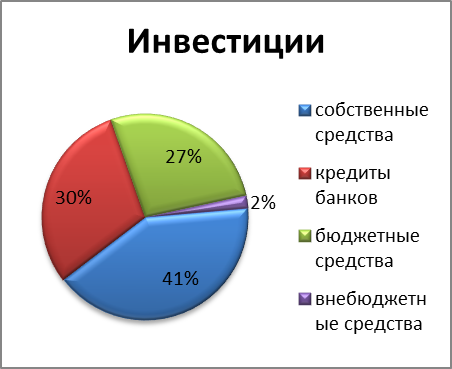 Инвестиции
27%
30%
2%
41%
собственные
средства
кредиты
банков
бюджетные
средства
внебюджетн
ые средства